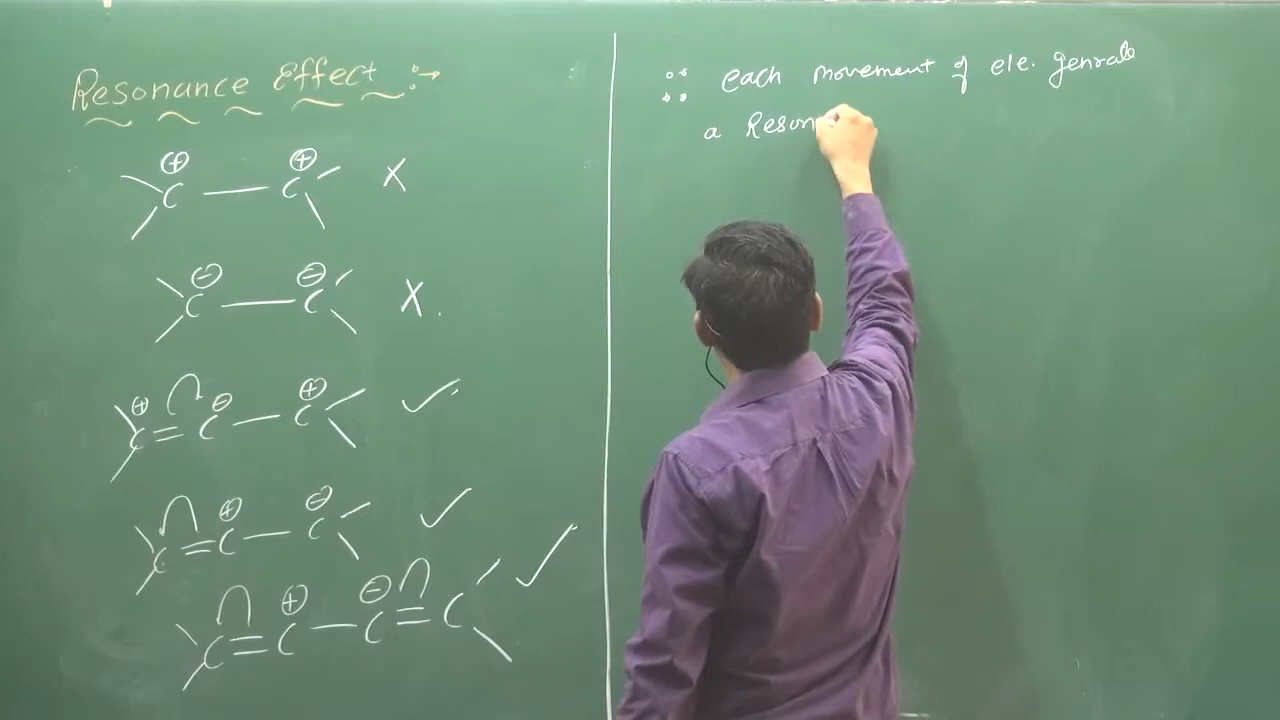 Resonance Effect :→
⊕ ⊕
C — C X
⊖ ⊖
C — C X
⊕ ⊖ ⊕
C = C — C ✓
⊕ ⊖
C = C — C ✓
⊕ ⊖
C = C — C = C ✓
:: each movement of ele. genrate
a Reson